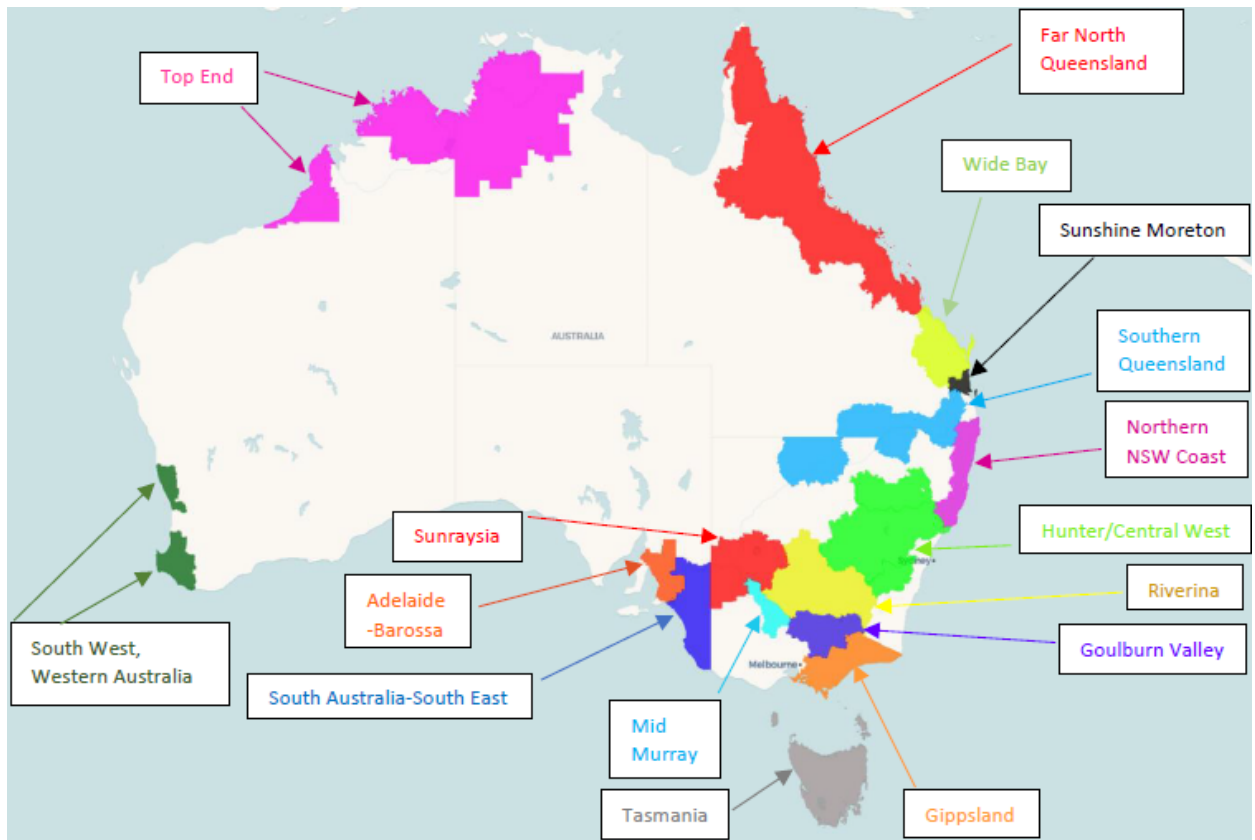 Far North
Queensland
Top End
Wide Bay
Sunshine Moreton
AUSTRALIA
Southern
Queensland
Northern
NSW Coast
Sunraysia
Hunter/Central West
Sydney
Adelaide
-Barossa
Riverina
South West,
Western Australia
Goulburn Valley
Melbourne
South Australia-South East
Mid
Murray
Tasmania
Gippsland